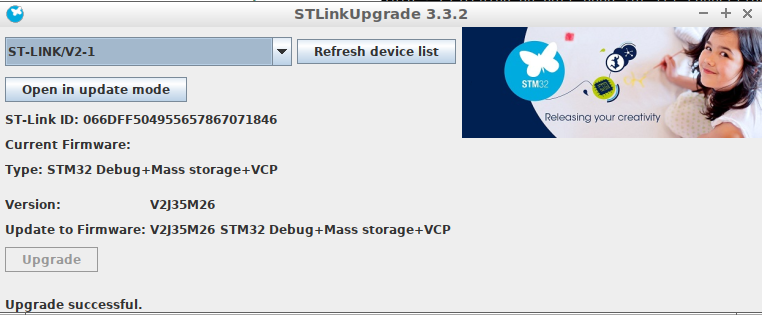 STLinkUpgrade 3.3.2
ST-LINK/V2-1
Refresh device list
Open in update mode
ST-Link ID: 066DFF504955657867071846
Current Firmware:
Type: STM32 Debug+Mass storage+VCP
Version: V2J35M26
Update to Firmware: V2J35M26 STM32 Debug+Mass storage+VCP
Upgrade
Upgrade successful.
STM32
Releasing your creativity